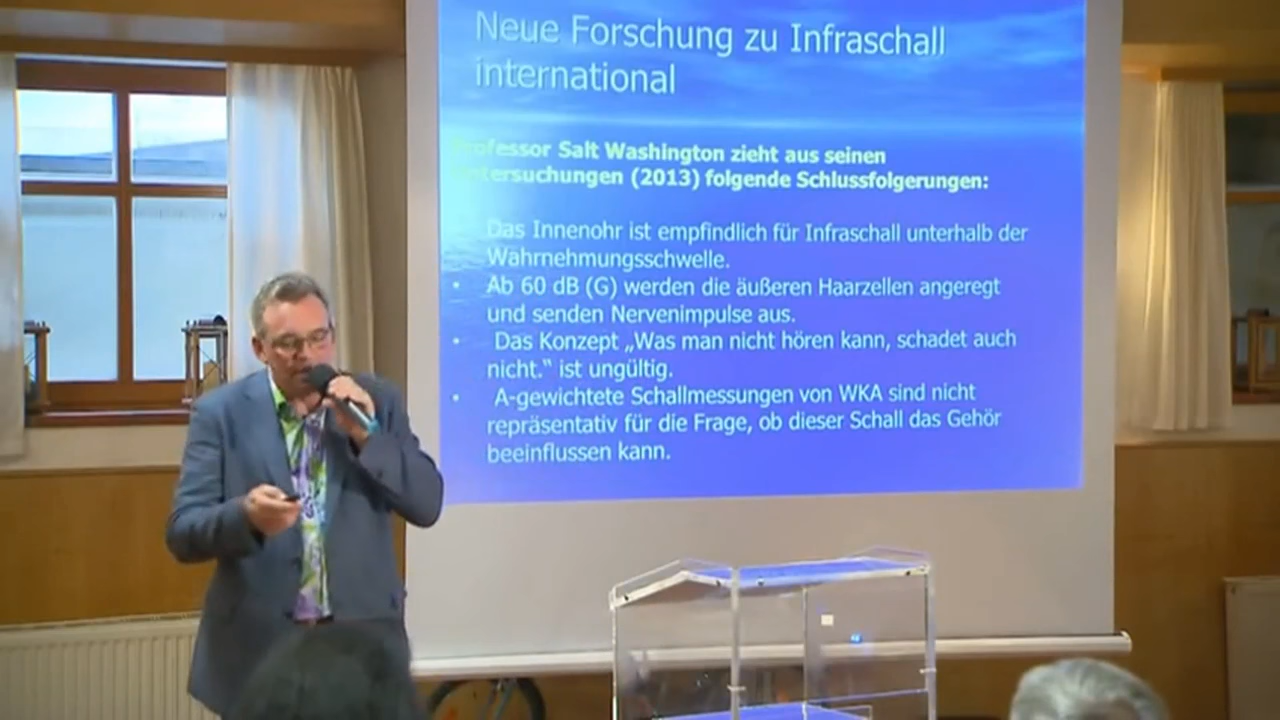 Neue Forschung zu Infraschall
international
Professor Salt Washington zieht aus seinen
Untersuchungen (2013) folgende Schlussfolgerungen:
Das Innenohr ist empfindlich für Infraschall unterhalb der
Wahrnehmungsschwelle.
• Ab 60 dB (G) werden die äußeren Haarzellen angeregt
und senden Nervenimpulse aus.
• Das Konzept „Was man nicht hören kann, schadet auch
nicht.“ ist ungültig.
• A-gewichtete Schallmessungen von WKA sind nicht
repräsentativ für die Frage, ob dieser Schall das Gehör
beeinflussen kann.